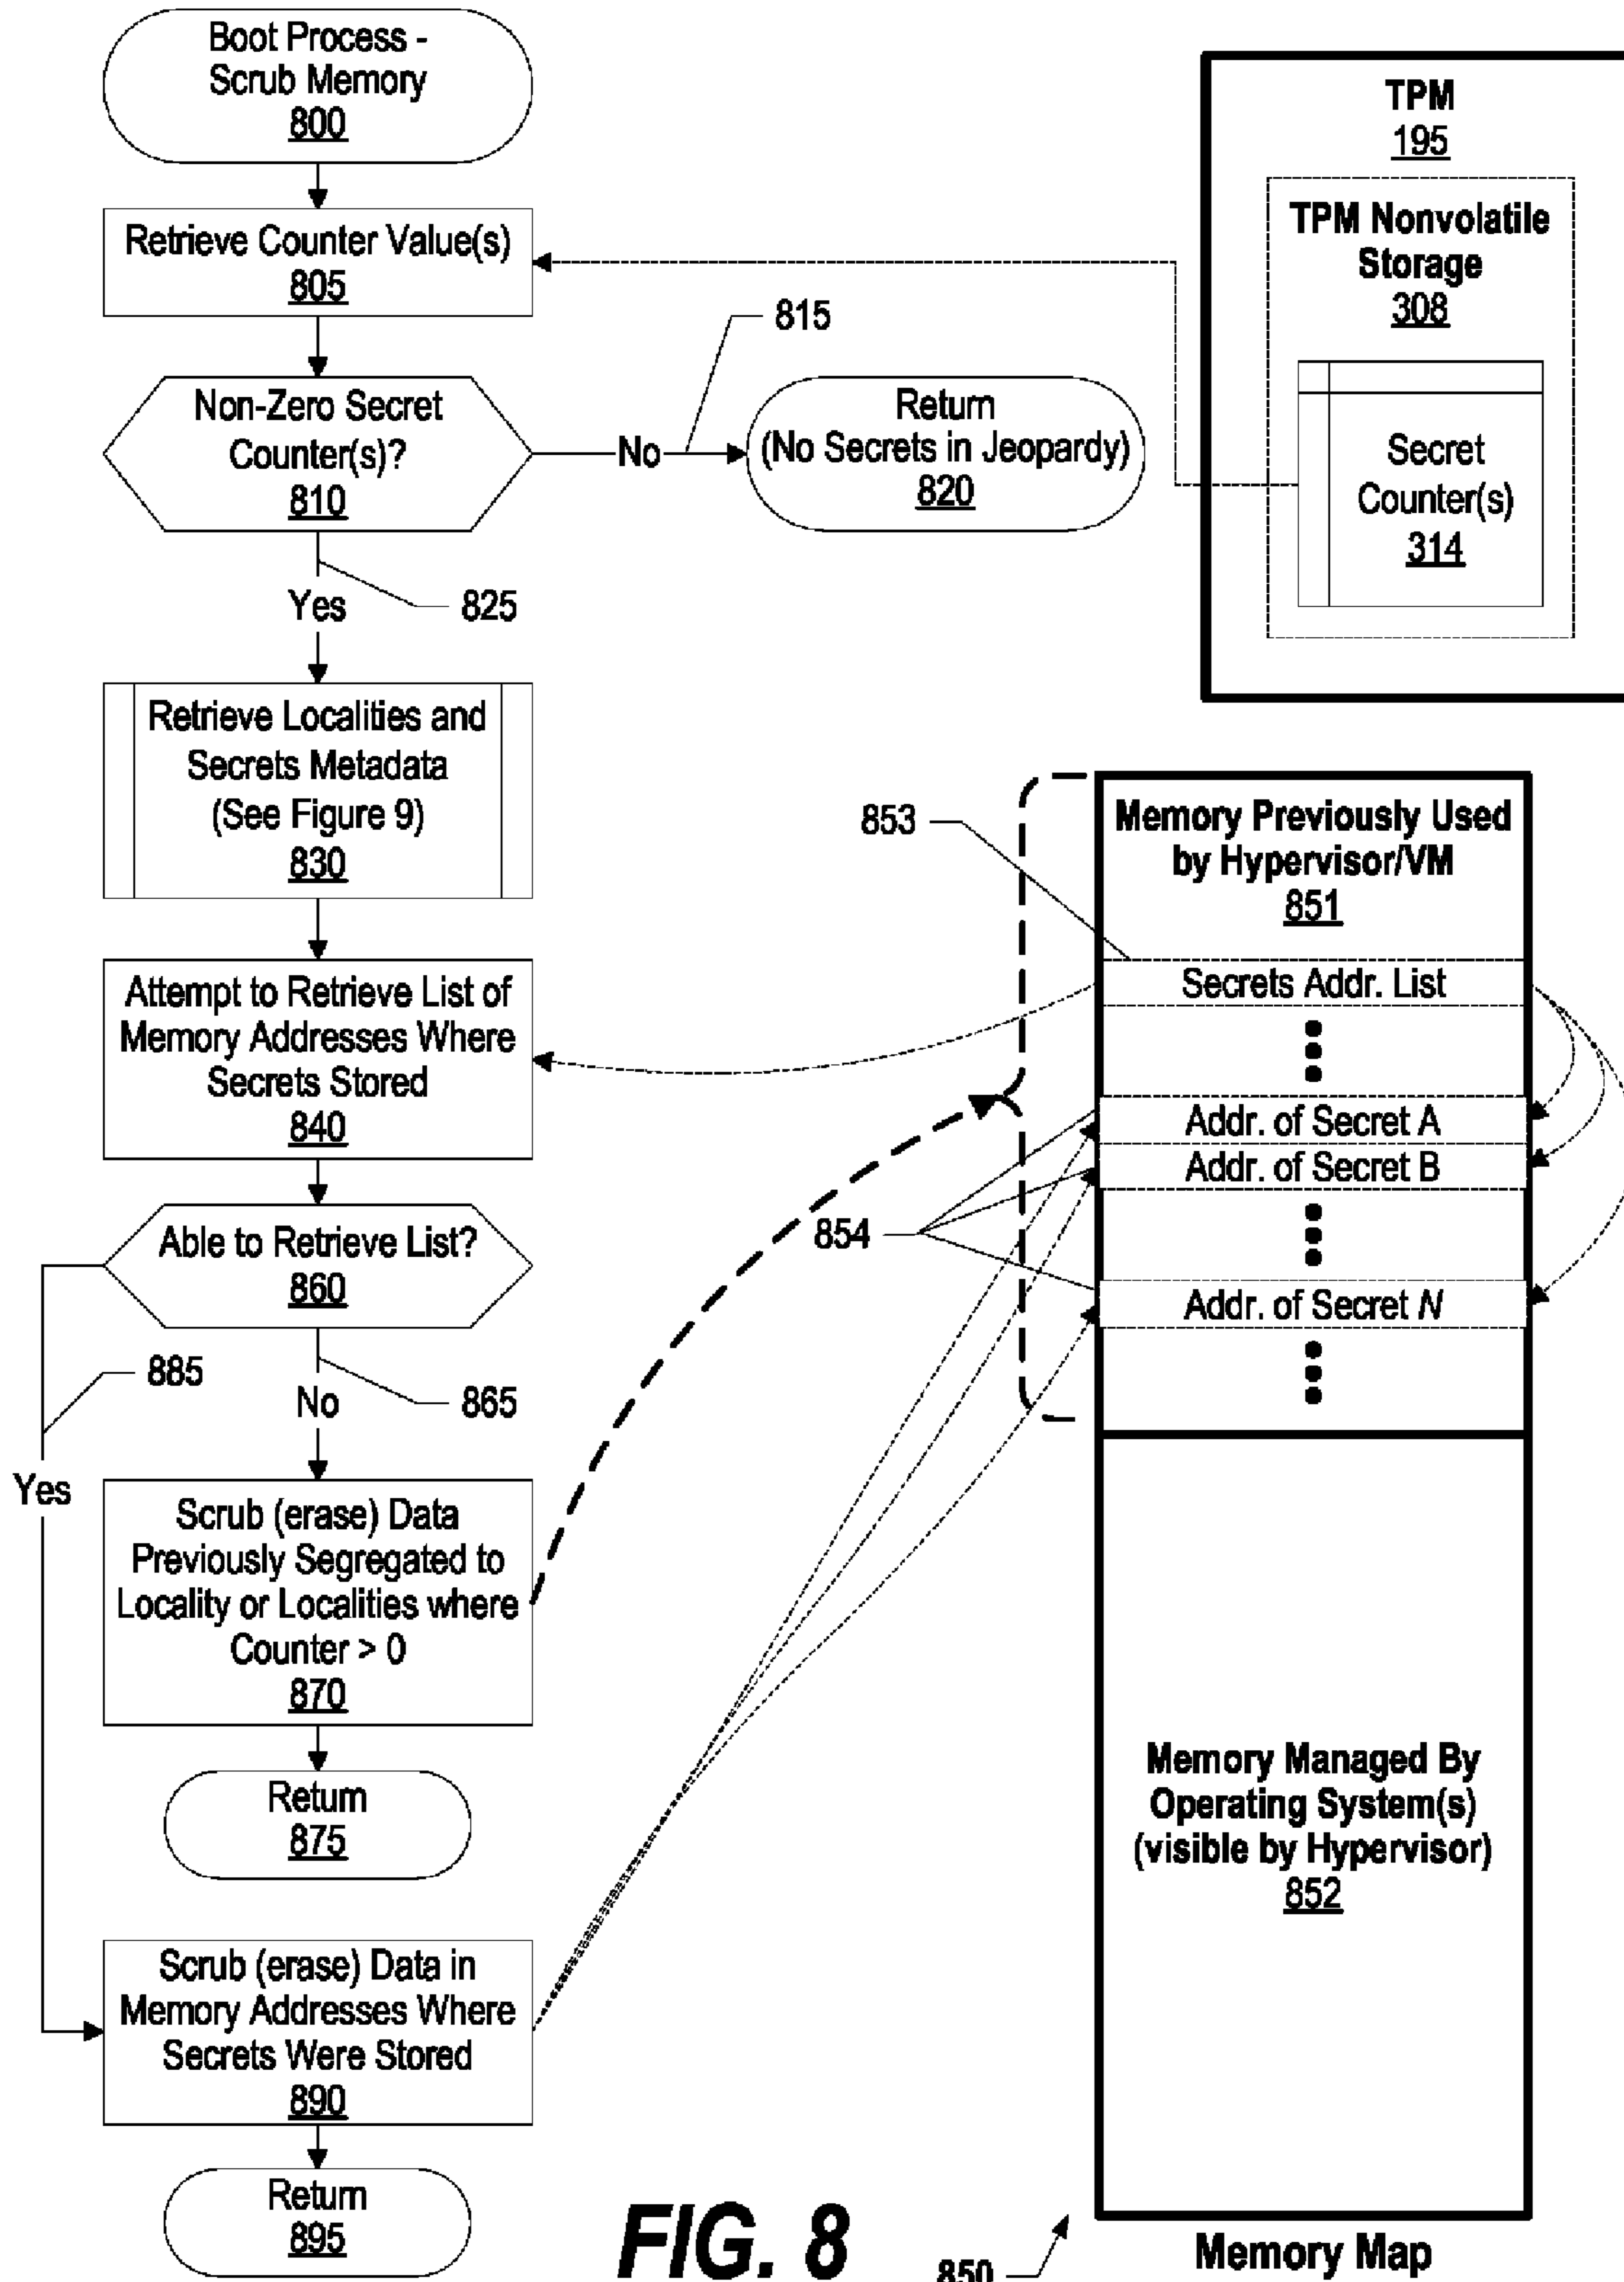 Boot Process -
Scrub Memory
800
Retrieve Counter Value(s)
805
Non-Zero Secret
Counter(s)?
810
No
815
Return
(No Secrets in Jeopardy)
820
Yes
825
Retrieve Localities and
Secrets Metadata
(See Figure 9)
830
Attempt to Retrieve List of
Memory Addresses Where
Secrets Stored
840
Able to Retrieve List?
860
885
No
865
Yes
Scrub (erase) Data
Previously Segregated to
Locality or Localities where
Counter > 0
870
Return
875
Scrub (erase) Data in
Memory Addresses Where
Secrets Were Stored
890
Return
895
TPM
195
TPM Nonvolatile
Storage
308
Secret
Counter(s)
314
853
Memory Previously Used
by Hypervisor/VM
851
Secrets Addr. List
Addr. of Secret A
Addr. of Secret B
854
Addr. of Secret N
Memory Managed By
Operating System(s)
(visible by Hypervisor)
852
FIG. 8
850
Memory Map